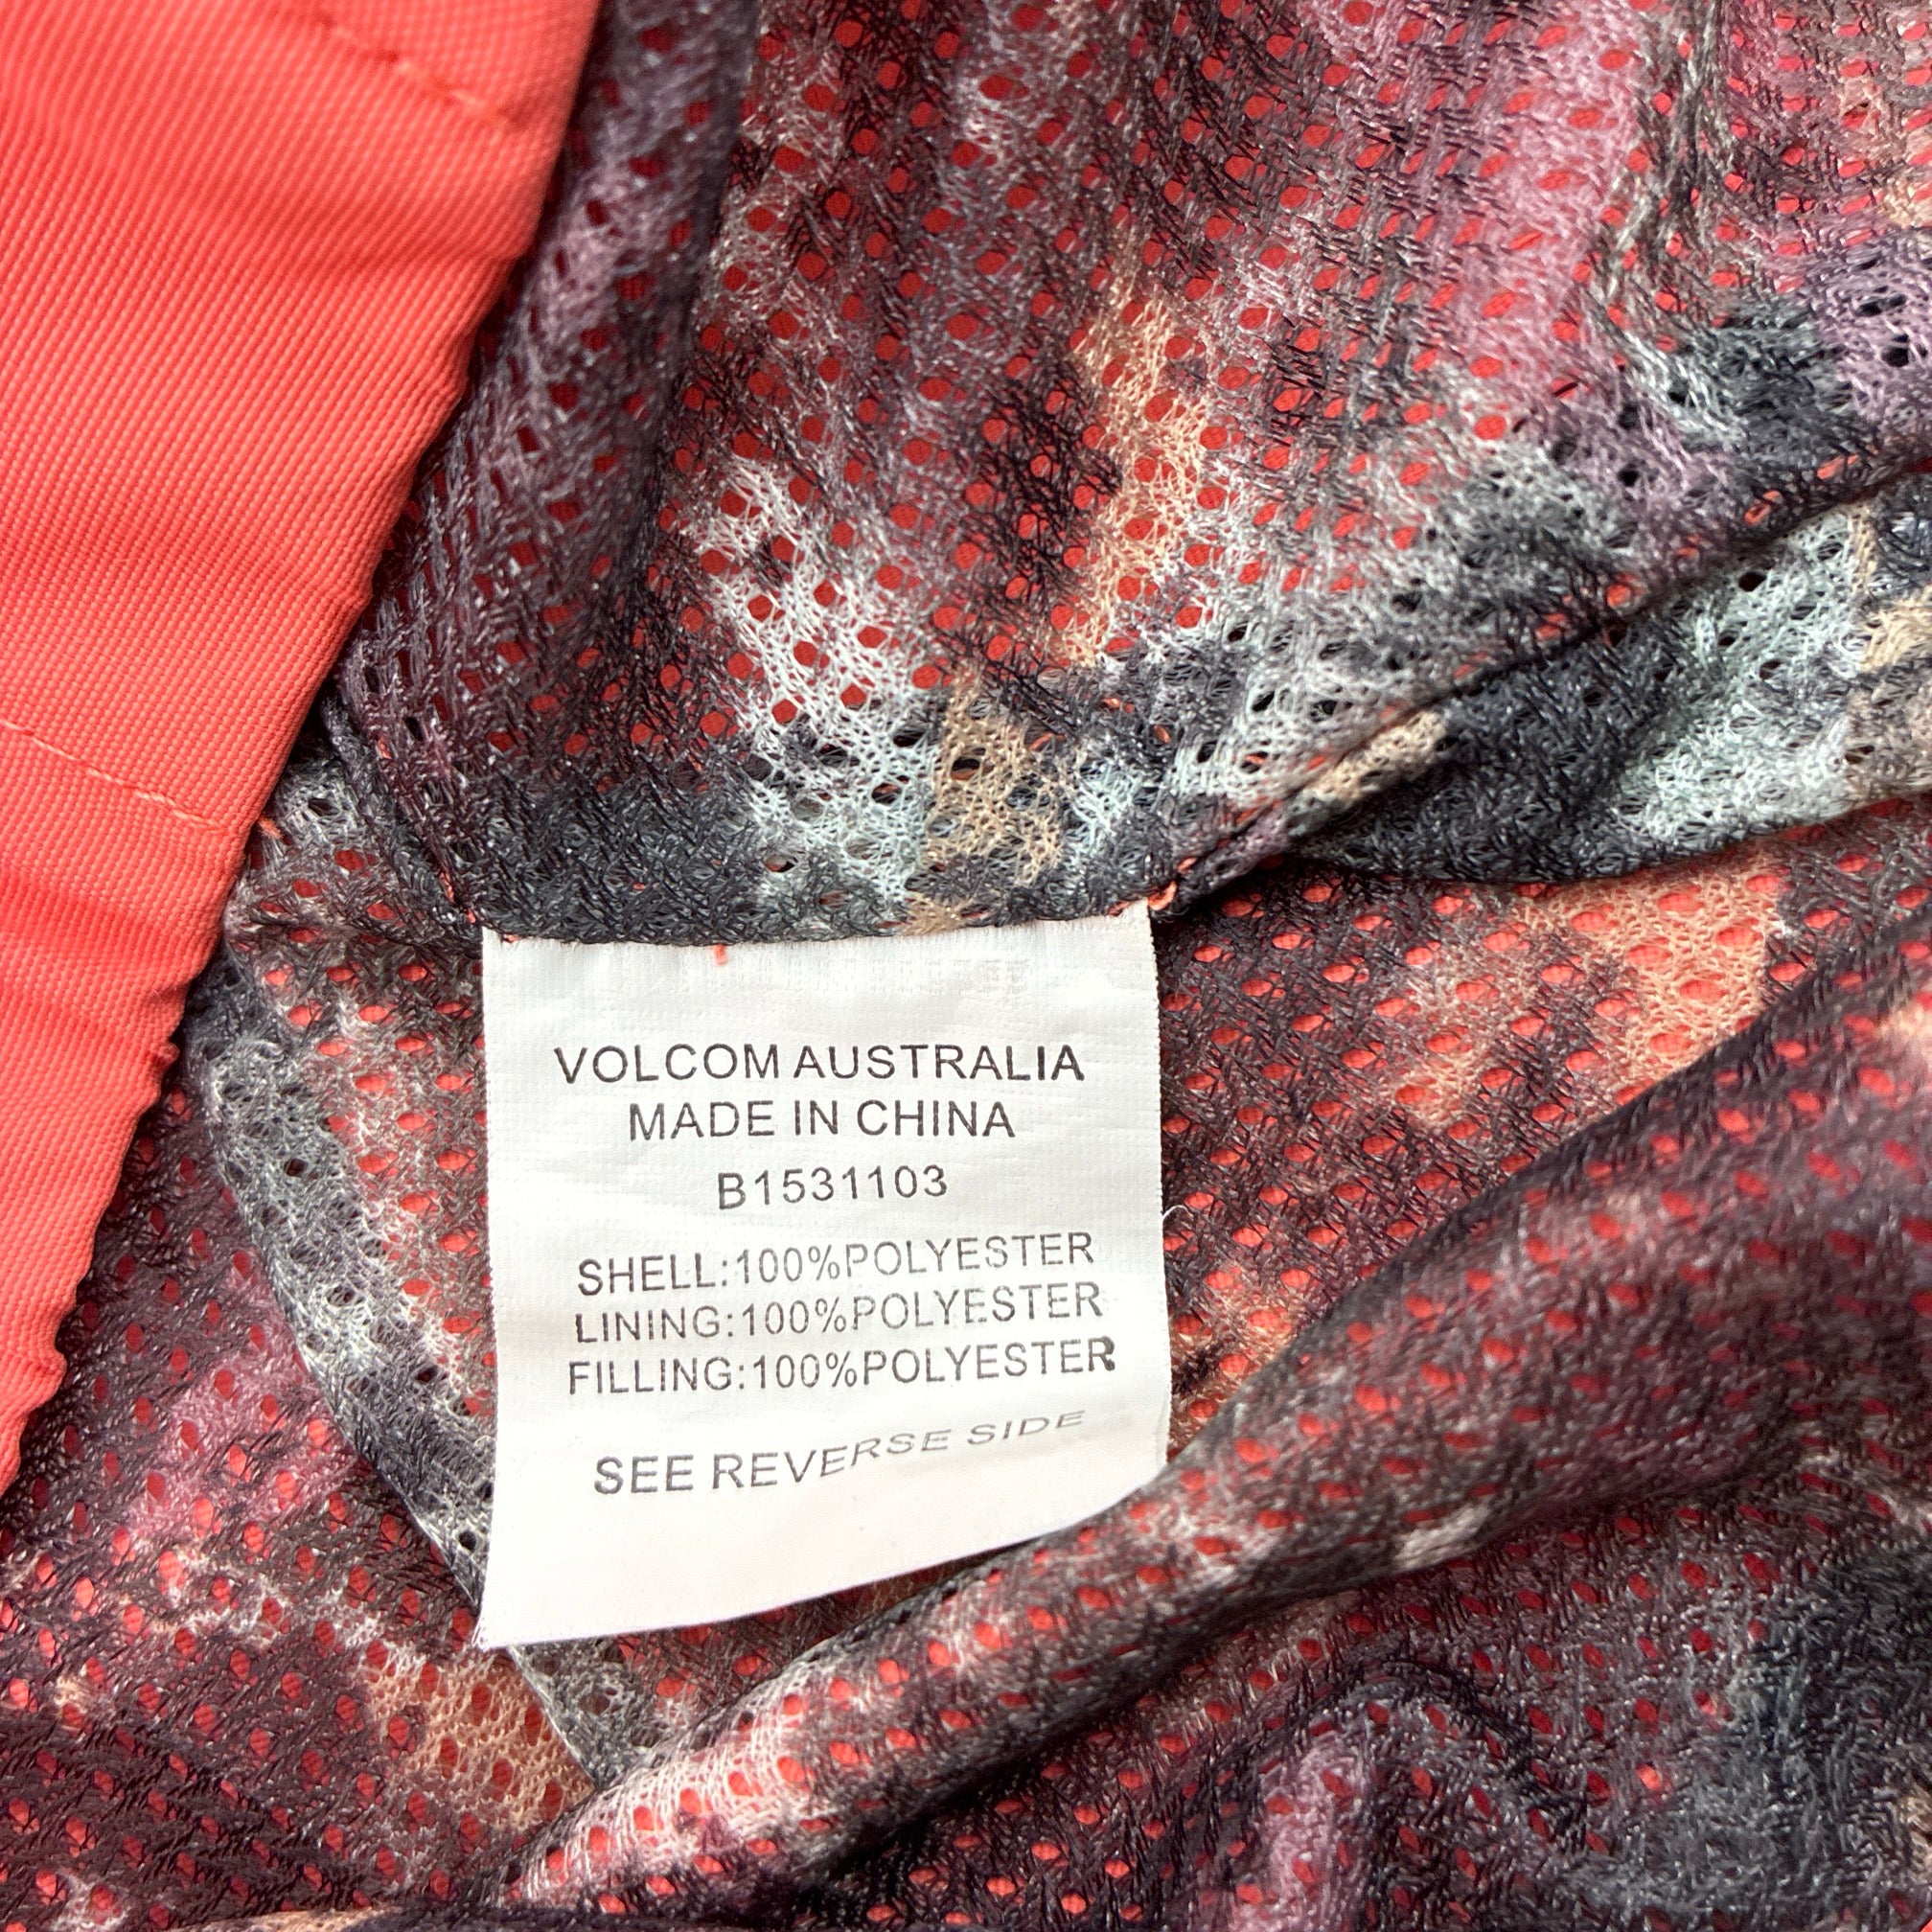 VOLCOM AUSTRALIA
MADE IN CHINA
B1531103
SHELL:100%POLYESTER
LINING:100%POLYESTER
FILLING:100%POLYESTER
SEE REVERSE SIDE